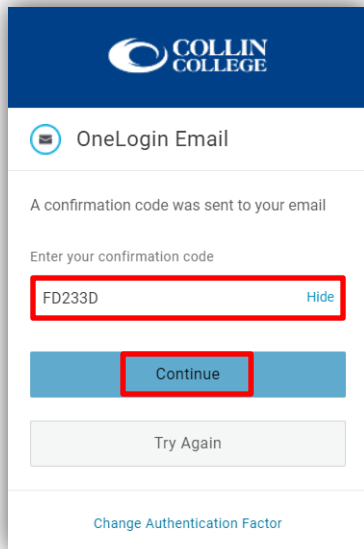 COLLIN
COLLEGE
OneLogin Email
A confirmation code was sent to your email
Enter your confirmation code
FD233D Hide
Continue
Try Again
Change Authentication Factor